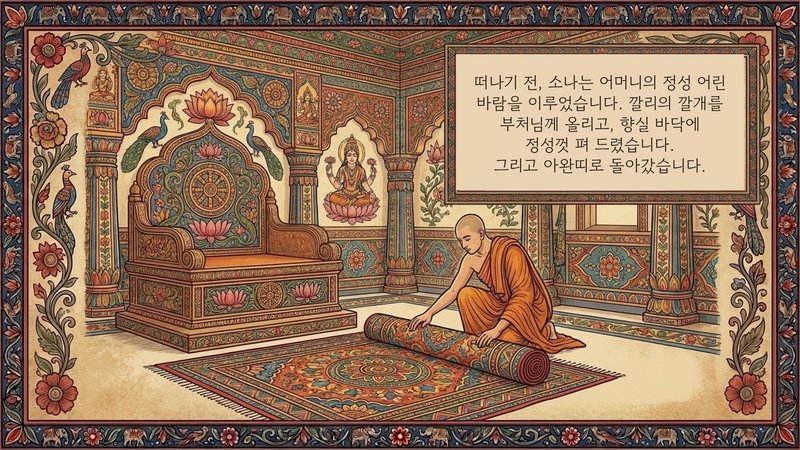 떠나기 전, 소나는 어머니의 정성 어린
바람을 이루었습니다. 깔리의 깔개를
부처님께 올리고, 향실 바닥에
정성껏 펴 드렸습니다.
그리고 아완띠로 돌아갔습니다.